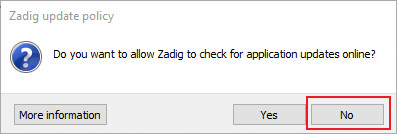 Zadig update policy
Do you want to allow Zadig to check for application updates online?
More information Yes No